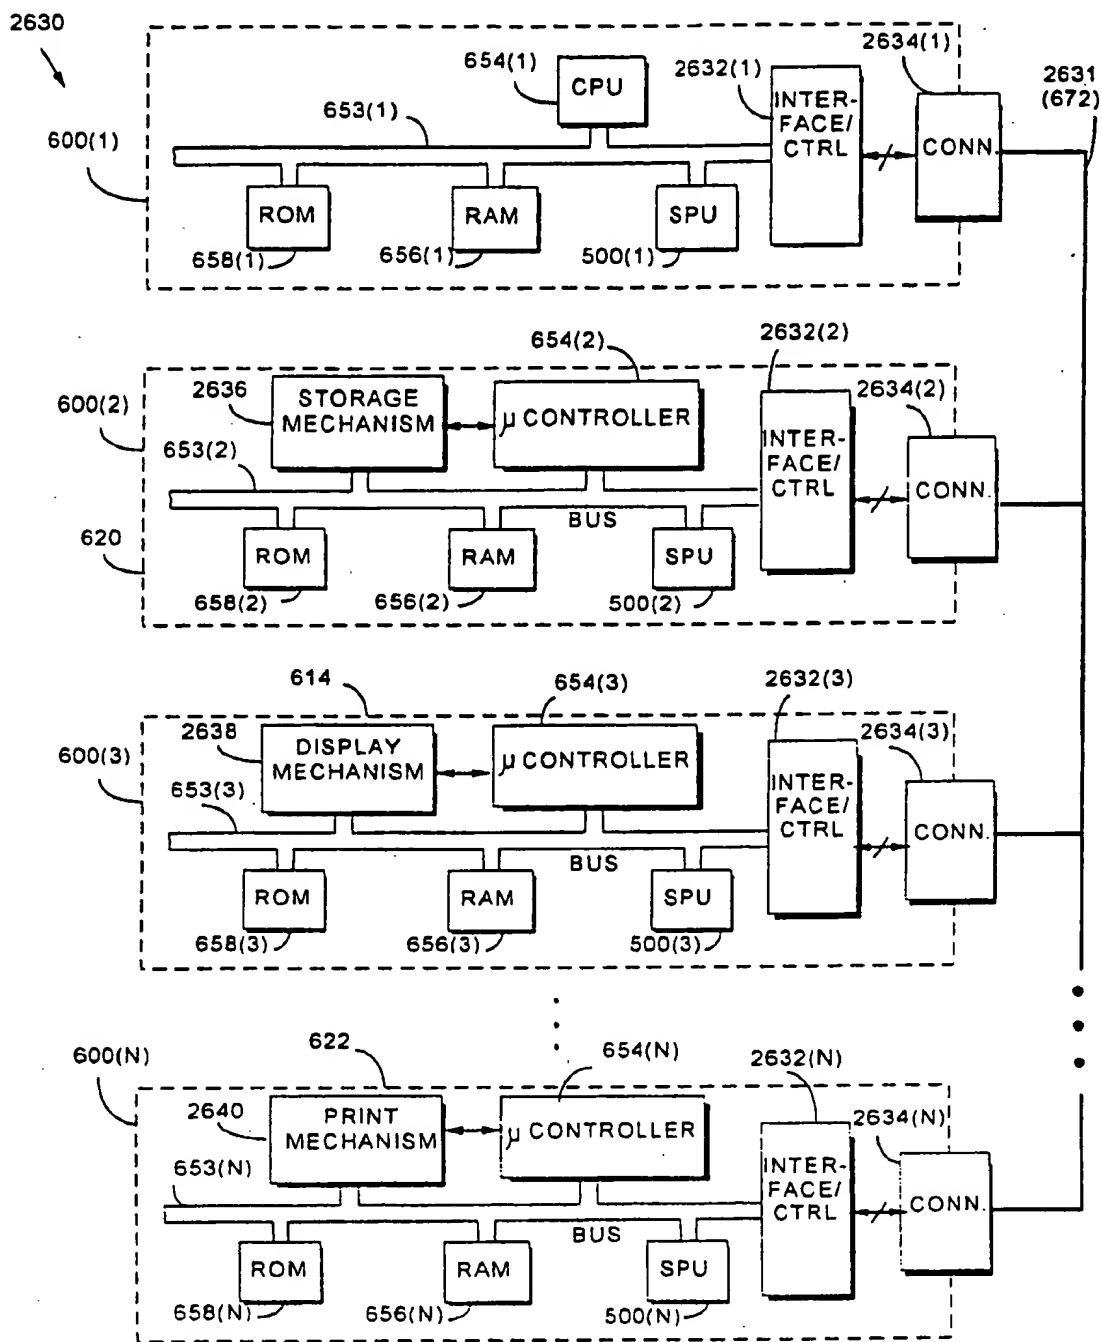 2630
2634(1)
654(1)
2632(1)
2631
(672)
CPU
INTER-
FACE/
CTRL
653(1)
600(1)
CONN.
ROM
RAM
SPU
658(1)
656(1)
500(1)
654(2)
2632(2)
2636
STORAGE
MECHANISM
μ CONTROLLER
2634(2)
600(2)
653(2)
INTER-
FACE/
CTRL
CONN.
BUS
620
ROM
RAM
SPU
658(2)
656(2)
500(2)
614
654(3)
2632(3)
2638
DISPLAY
MECHANISM
μ CONTROLLER
2634(3)
600(3)
653(3)
INTER-
FACE/
CTRL
CONN.
BUS
ROM
RAM
SPU
658(3)
656(3)
500(3)
622
654(N)
2632(N)
600(N)
2640
PRINT
MECHANISM
μ CONTROLLER
2634(N)
653(N)
INTER-
FACE/
CTRL
CONN.
BUS
ROM
RAM
SPU
658(N)
656(N)
500(N)